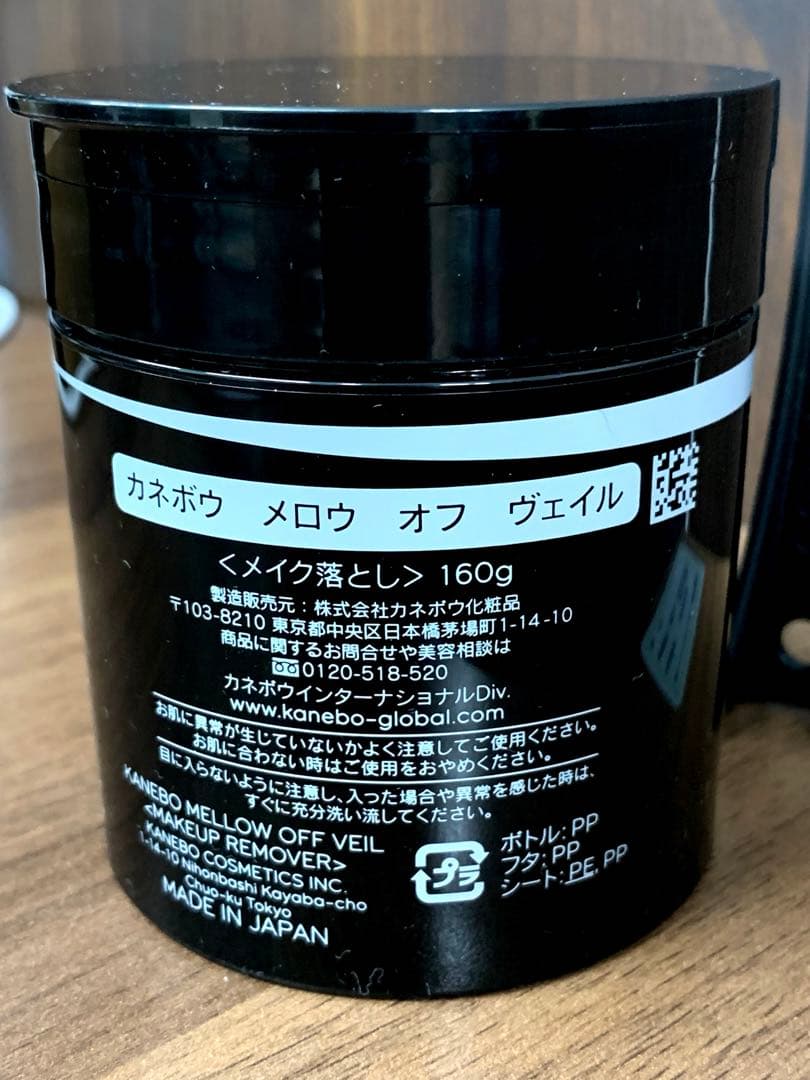 カネボウ メロウ オフ ヴェイル
＜メイク落とし＞ 160g
製造販売元：株式会社カネボウ化粧品
〒103-8210 東京都中央区日本橋茅場町1-14-10
商品に関するお問合せや美容相談は
0120-518-520
カネボウインターナショナルDiv.
www.kanebo-global.com
お肌に異常が生じていないかよく注意してご使用ください。
お肌に合わない時はご使用をおやめください。
目に入らないように注意し、入った場合や異常を感じた時は、
すぐに充分洗い流してください。
KANEBO MELLOW OFF VEIL
<MAKEUP REMOVER>
KANEBO COSMETICS INC.
1-14-10 Nihonbashi Kayaba-cho
Chuo-ku Tokyo
MADE IN JAPAN
プラ
ボトル: PP
フタ: PP
シート: PE, PP